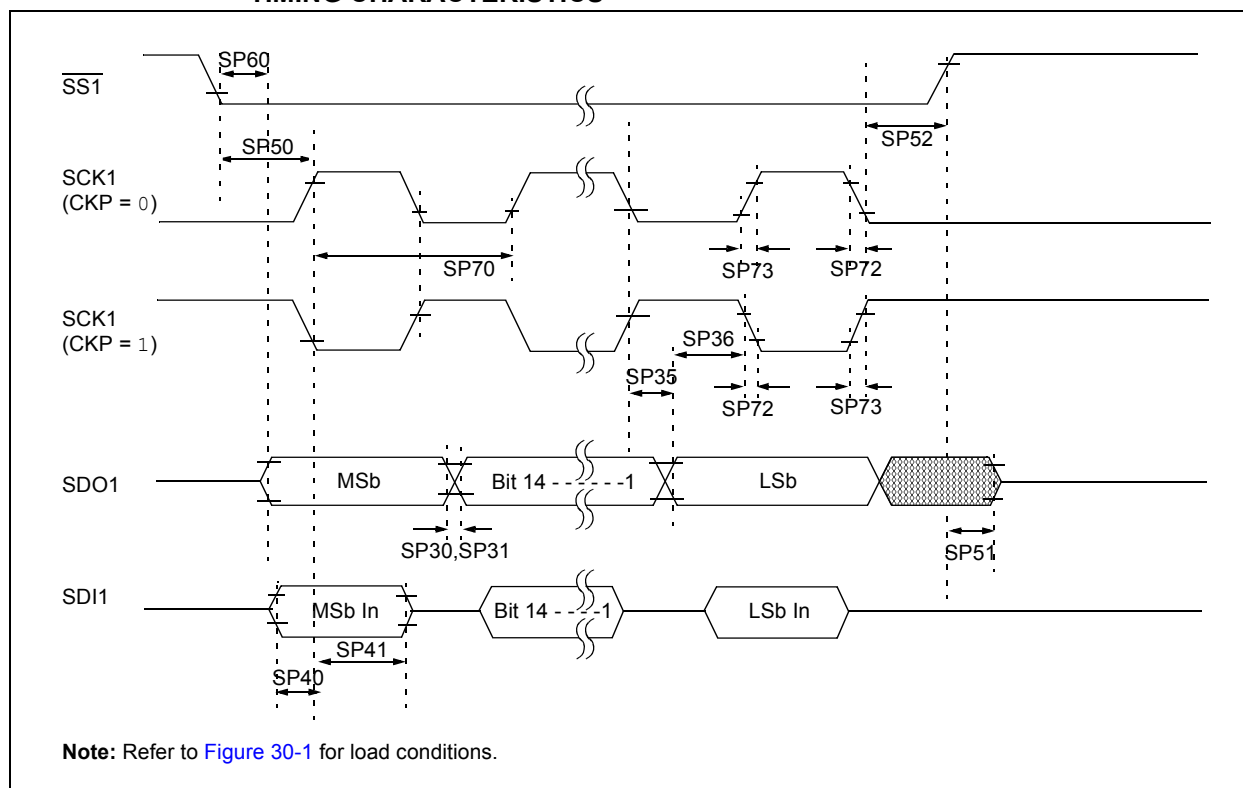 TIMING CHARACTERISTICS
SP60
SS1
SP50
SP52
SCK1
(CKP = 0)
SP70
SP73
SP72
SCK1
(CKP = 1)
SP36
SP35
SP72
SP73
SDO1
MSb
Bit 14 - - - - - -1
LSb
SP30,SP31
SP51
SDI1
MSb In
Bit 14 - - - -1
LSb In
SP41
SP40
Note: Refer to Figure 30-1 for load conditions.